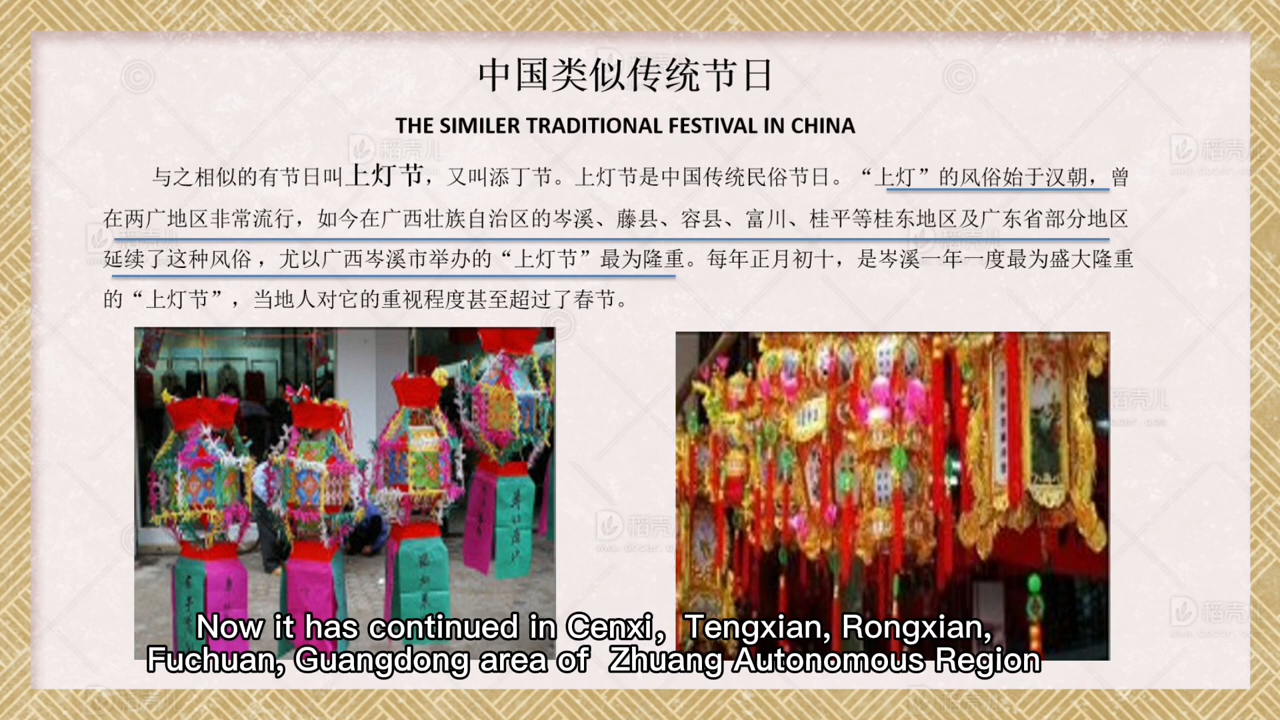 中国类似传统节日
THE SIMILER TRADITIONAL FESTIVAL IN CHINA
与之相似的有节日叫上灯节，又叫添丁节。上灯节是中国传统民俗节日。“上灯”的风俗始于汉朝，曾
在两广地区非常流行，如今在广西壮族自治区的岑溪、藤县、容县、富川、桂平等桂东地区及广东省部分地区
延续了这种风俗，尤以广西岑溪市举办的“上灯节”最为隆重。每年正月初十，是岑溪一年一度最为盛大隆重
的“上灯节”，当地人对它的重视程度甚至超过了春节。
Now it has continued in Cenxi，Tengxian, Rongxian,
Fuchuan, Guangdong area of Zhuang Autonomous Region
稻壳儿